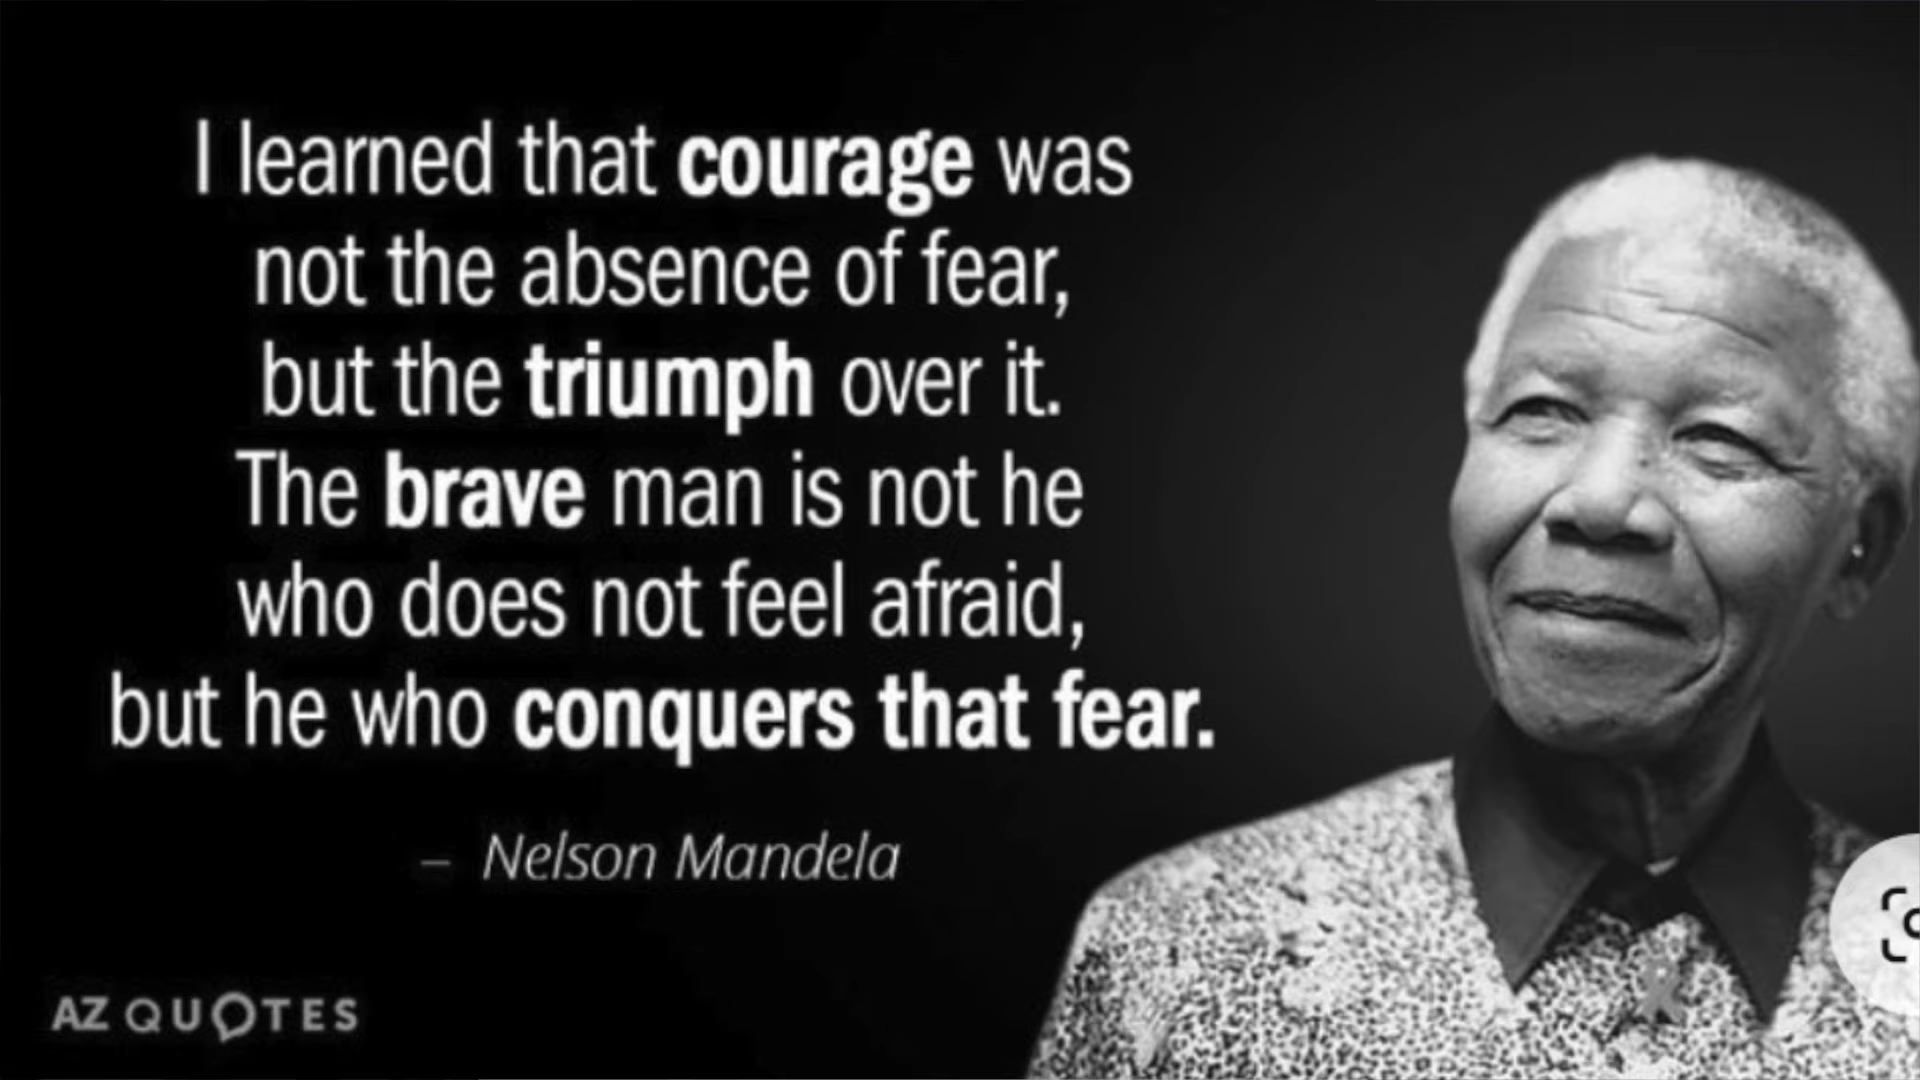 I learned that courage was
not the absence of fear,
but the triumph over it.
The brave man is not he
who does not feel afraid,
but he who conquers that fear.
– Nelson Mandela
AZ QUOTES